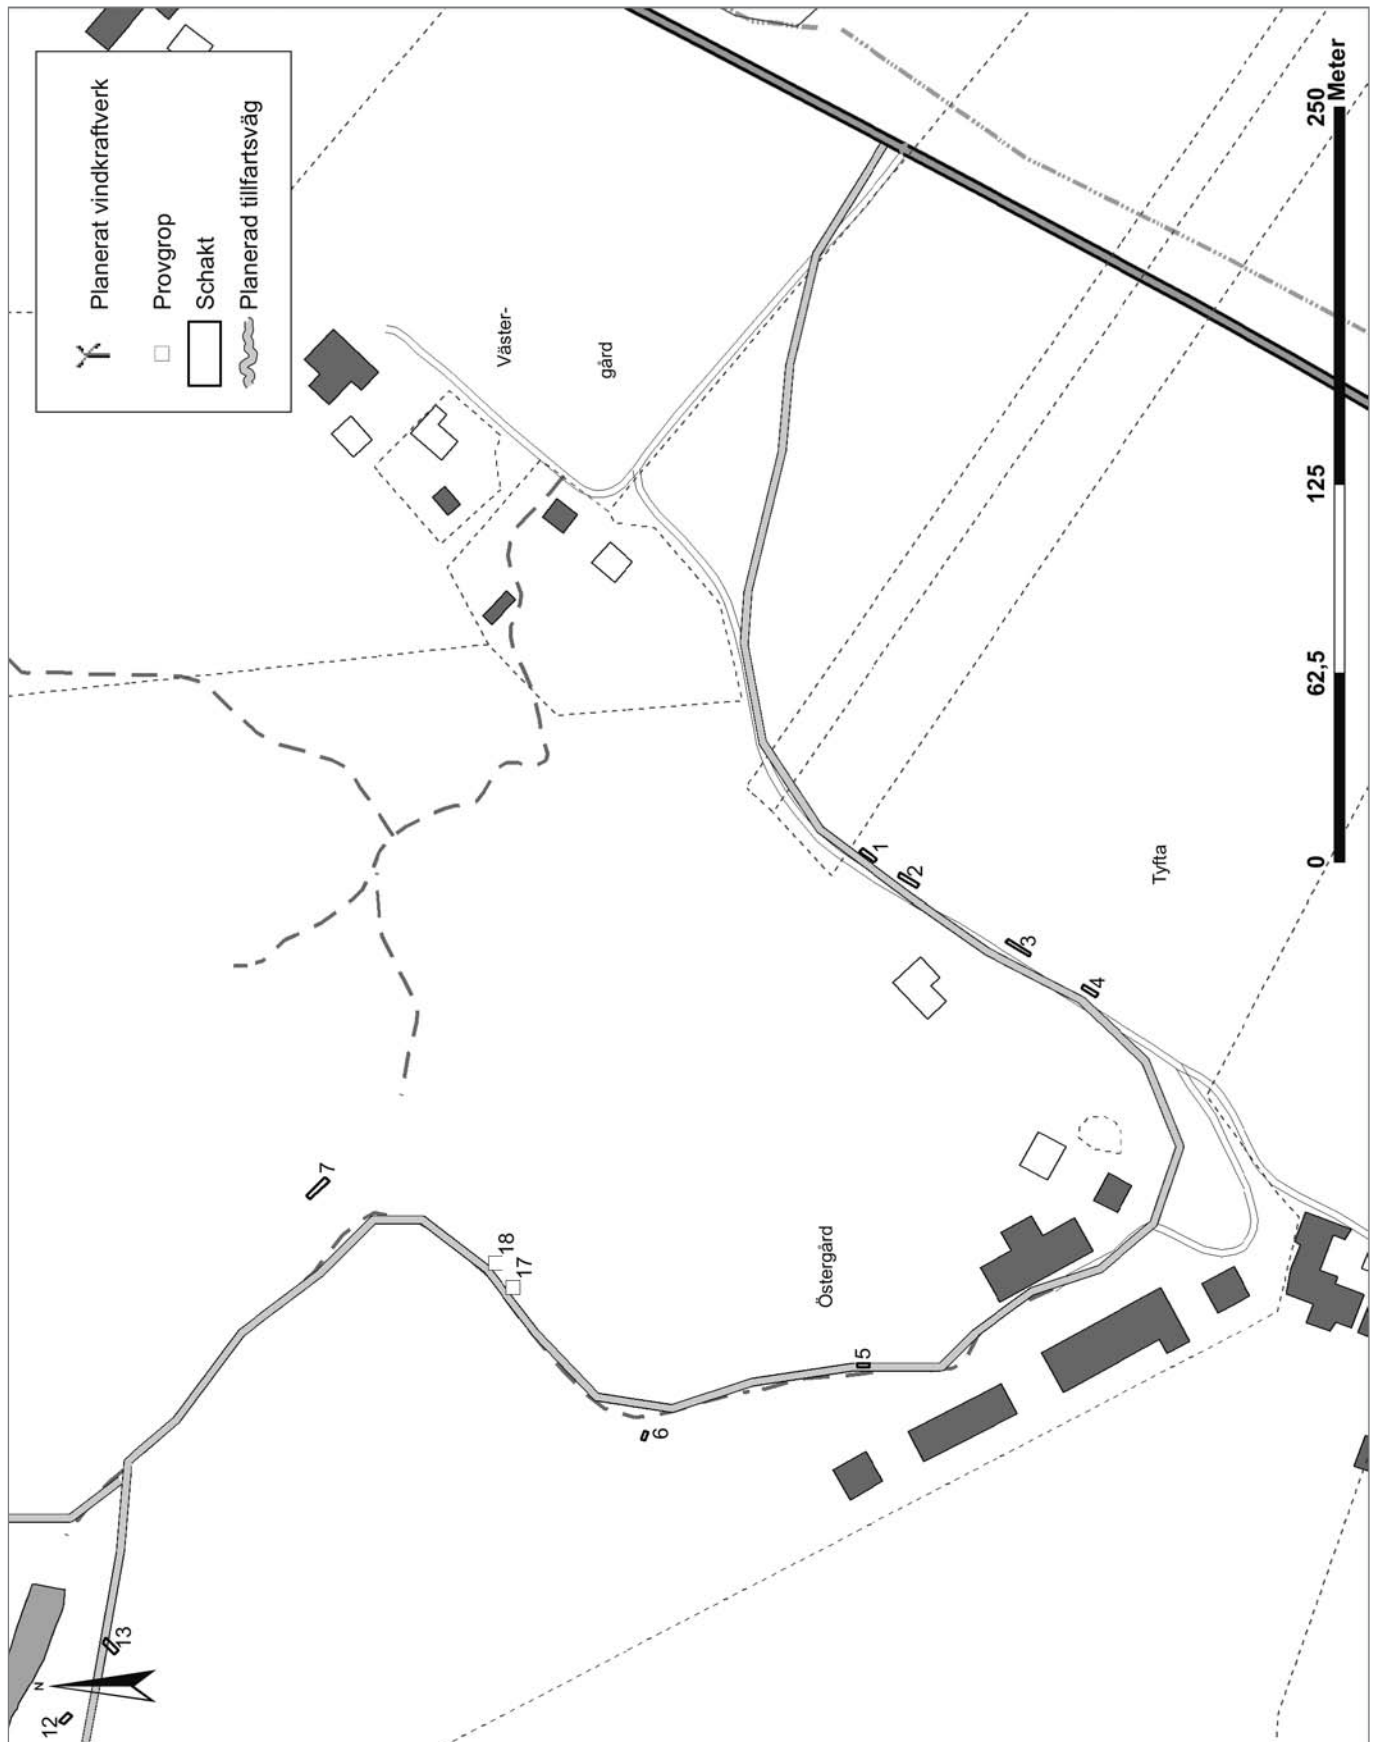 Planerat vindkraftverk
Provgrop
Schakt
Planerad tillfartsväg
Väster-
gård
Östergård
Tyfta
1
2
3
4
5
6
7
18
17
13
12
N
0
62,5
125
250
Meter